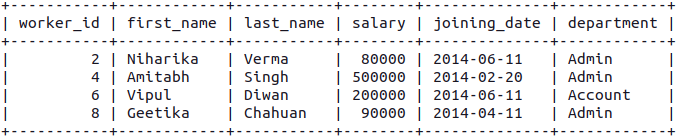 +-----------+------------+-----------+--------+--------------+------------+
| worker_id | first_name | last_name | salary | joining_date | department |
+-----------+------------+-----------+--------+--------------+------------+
|         2 | Niharika   | Verma     |  80000 | 2014-06-11   | Admin      |
|         4 | Amitabh    | Singh     | 500000 | 2014-02-20   | Admin      |
|         6 | Vipul      | Diwan     | 200000 | 2014-06-11   | Account    |
|         8 | Geetika    | Chahuan   |  90000 | 2014-04-11   | Admin      |
+-----------+------------+-----------+--------+--------------+------------+